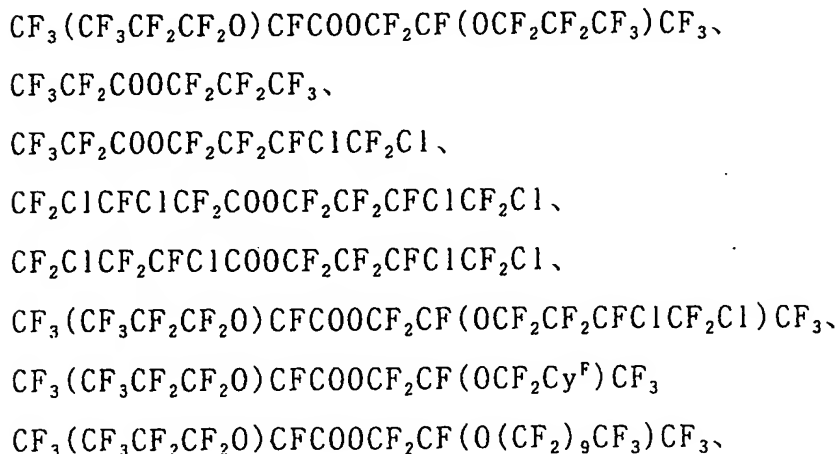 CF₃(CF₃CF₂CF₂O)CFCOOCF₂CF(OCF₂CF₂CF₃)CF₃、
CF₃CF₂COOCF₂CF₂CF₃、
CF₃CF₂COOCF₂CF₂CFClCF₂Cl、
CF₂ClCFClCF₂COOCF₂CF₂CFClCF₂Cl、
CF₂ClCF₂CFClCOOCF₂CF₂CFClCF₂Cl、
CF₃(CF₃CF₂CF₂O)CFCOOCF₂CF(OCF₂CF₂CFClCF₂Cl)CF₃、
CF₃(CF₃CF₂CF₂O)CFCOOCF₂CF(OCF₂Cyᶠ)CF₃
CF₃(CF₃CF₂CF₂O)CFCOOCF₂CF(O(CF₂)₉CF₃)CF₃、